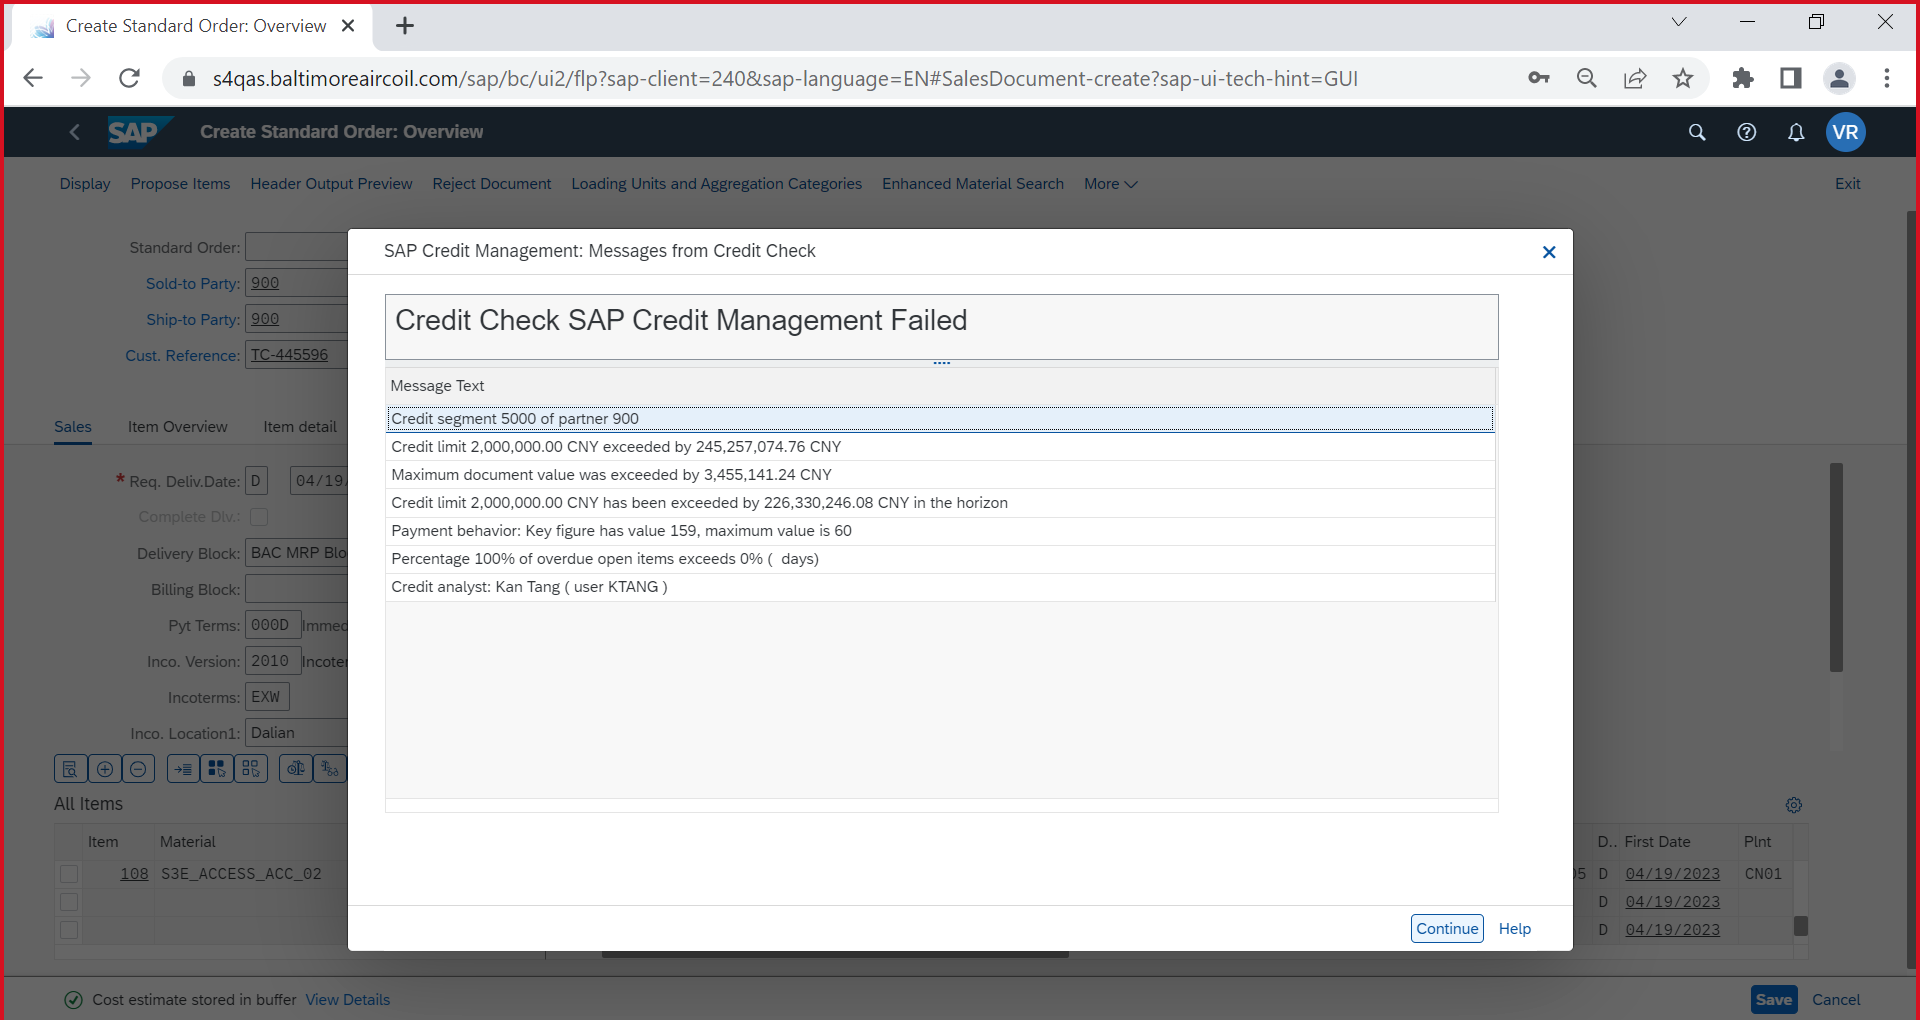 Create Standard Order: Overview
s4qas.baltimoreaircoil.com/sap/bc/ui2/flp?sap-client=240&sap-language=EN#SalesDocument-create?sap-ui-tech-hint=GUI
SAP Create Standard Order: Overview VR
Display Propose Items Header Output Preview Reject Document Loading Units and Aggregation Categories Enhanced Material Search More Exit
Standard Order:
Sold-to Party: 900
Ship-to Party: 900
Cust. Reference: TC-445596
Sales Item Overview Item detail
* Req. Deliv.Date: D 04/19/
Complete Dlv.:
Delivery Block: BAC MRP Blo
Billing Block:
Pyt Terms: 000D Immed
Inco. Version: 2010 Incoter
Incoterms: EXW
Inco. Location1: Dalian
SAP Credit Management: Messages from Credit Check
Credit Check SAP Credit Management Failed
Message Text
Credit segment 5000 of partner 900
Credit limit 2,000,000.00 CNY exceeded by 245,257,074.76 CNY
Maximum document value was exceeded by 3,455,141.24 CNY
Credit limit 2,000,000.00 CNY has been exceeded by 226,330,246.08 CNY in the horizon
Payment behavior: Key figure has value 159, maximum value is 60
Percentage 100% of overdue open items exceeds 0% ( days)
Credit analyst: Kan Tang ( user KTANG )
Continue Help
All Items
Item Material D.. First Date Plnt
108 S3E_ACCESS_ACC_02 05 D 04/19/2023 CN01
D 04/19/2023
D 04/19/2023
Cost estimate stored in buffer View Details
Save Cancel